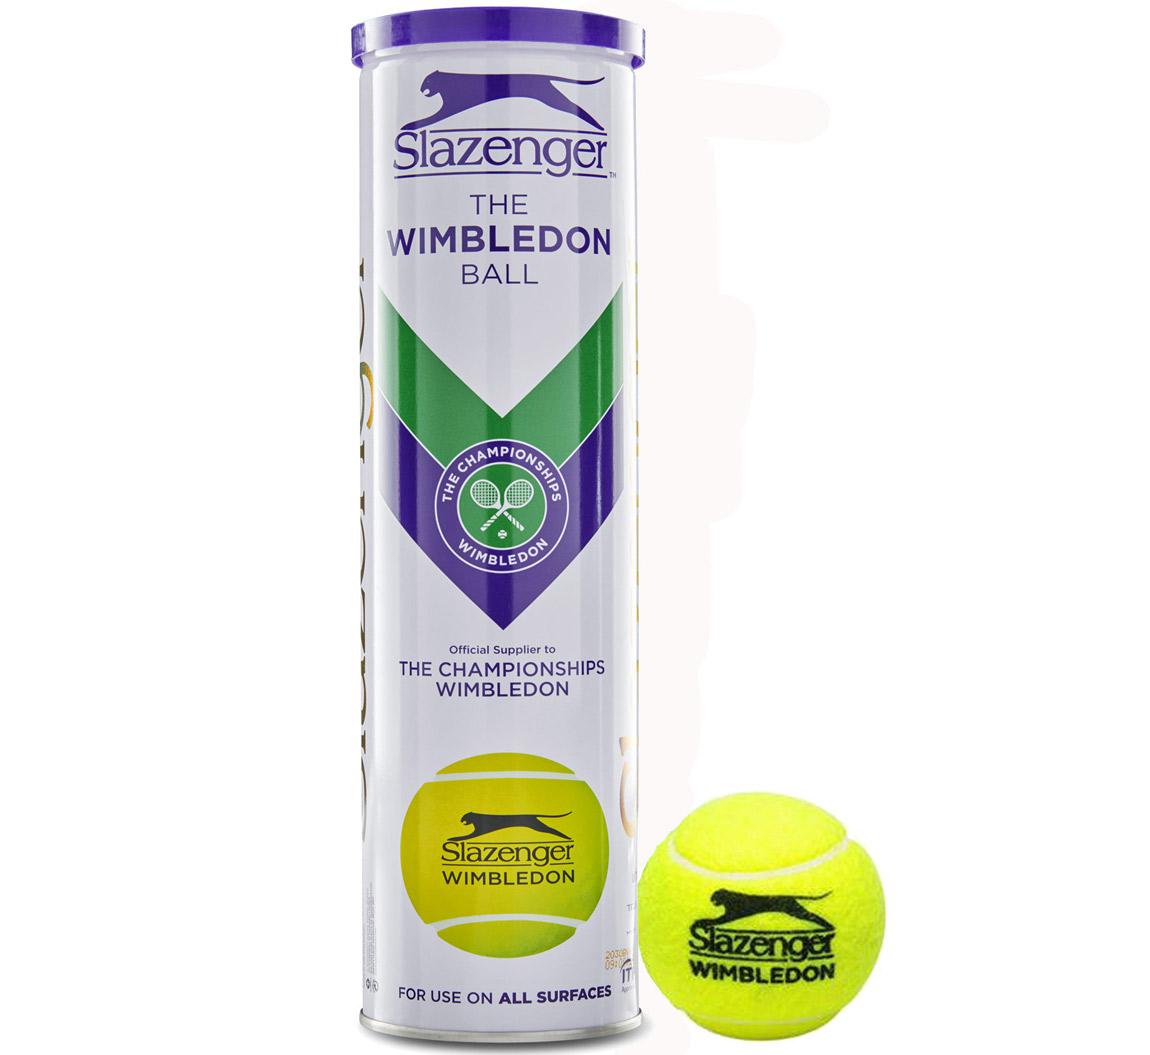 Slazenger™
THE
WIMBLEDON
BALL
THE CHAMPIONSHIPS
WIMBLEDON
Official Supplier to
THE CHAMPIONSHIPS
WIMBLEDON
Slazenger
WIMBLEDON
FOR USE ON ALL SURFACES
Slazenger
Slazenger
WIMBLEDON